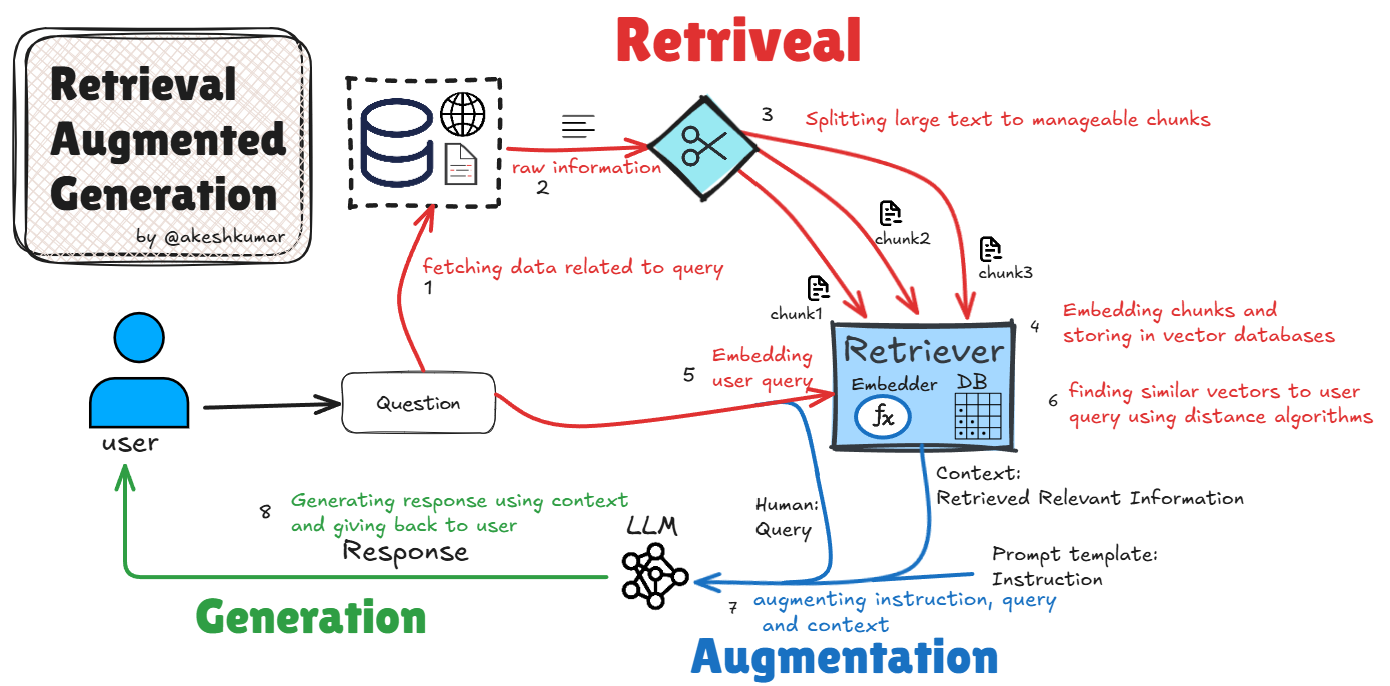 Retriveal
Retrieval
Augmented
Generation
by @akeshkumar
raw information
2
3
Splitting large text to manageable chunks
chunk2
chunk3
chunk1
fetching data related to query
1
4
Embedding chunks and
storing in vector databases
Retriever
Embedder
DB
fx
5
Embedding
user query
6
finding similar vectors to user
query using distance algorithms
Question
user
Context:
Retrieved Relevant Information
Human:
Query
8
Generating response using context
and giving back to user
Response
LLM
Prompt template:
Instruction
7
augmenting instruction, query
and context
Generation
Augmentation